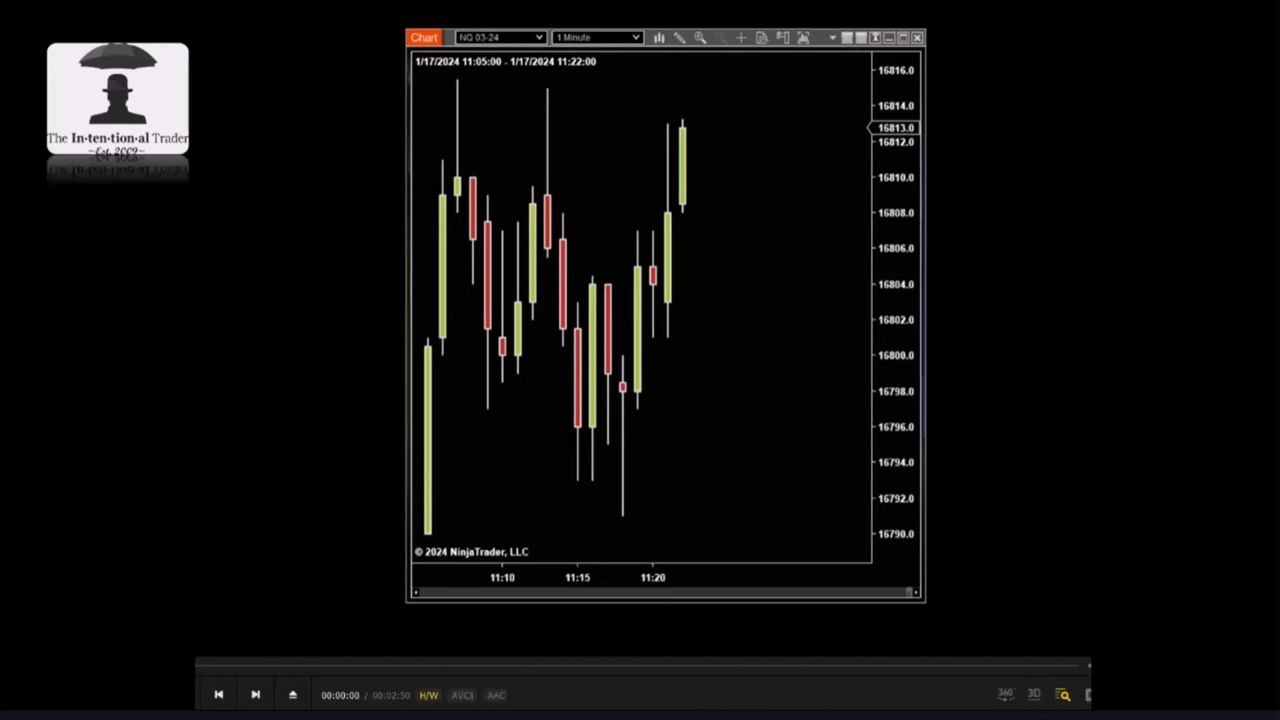 Chart
NQ 03-24
1 Minute
1/17/2024 11:05:00 - 1/17/2024 11:22:00
The In•ten•tion•al Trader
~Est. 2009~
16816.0
16814.0
16813.0
16812.0
16810.0
16808.0
16806.0
16804.0
16802.0
16800.0
16798.0
16796.0
16794.0
16792.0
16790.0
© 2024 NinjaTrader, LLC
11:10 11:15 11:20
00:00:00 / 00:02:50 H/W AVC1 AAC
360° 3D